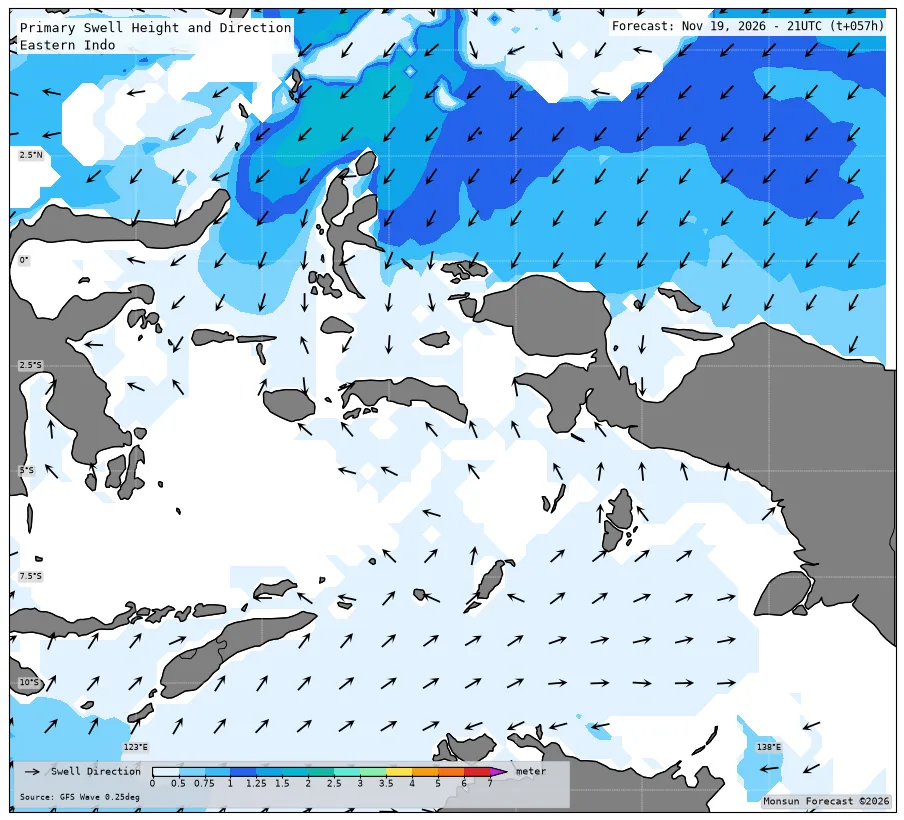 Primary Swell Height and Direction
Eastern Indo
Forecast: Nov 19, 2026 - 21UTC (t+057h)
2.5°N
0°
2.5°S
5°S
7.5°S
10°S
123°E
138°E
Swell Direction
0 0.5 0.75 1 1.25 1.5 2 2.5 3 3.5 4 5 6 7
meter
Source: GFS Wave 0.25deg
Monsun Forecast ©2026